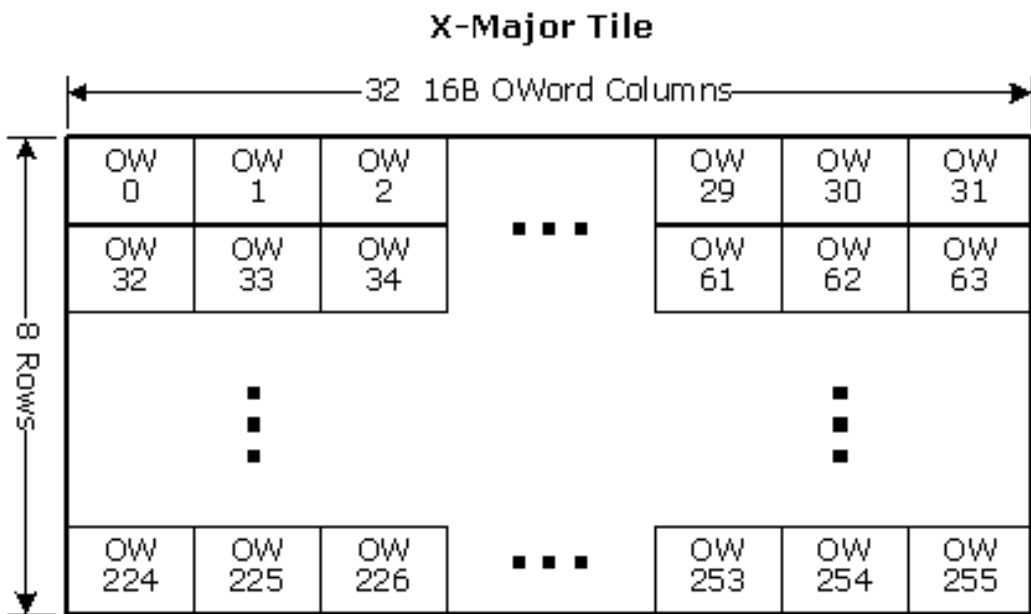 X-Major Tile
32 16B OWord Columns
OW OW OW OW OW OW
0 1 2 29 30 31
OW OW OW OW OW OW
32 33 34 61 62 63
8 Rows
OW OW OW OW OW OW
224 225 226 253 254 255